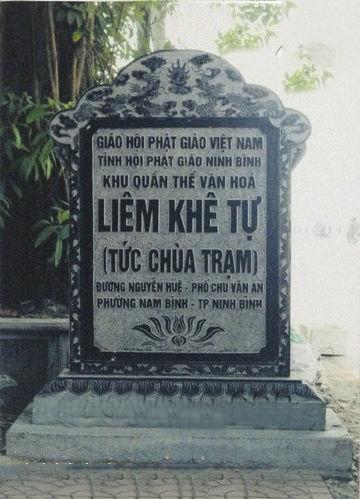 GIÁO HỘI PHẬT GIÁO VIỆT NAM
TỈNH HỘI PHẬT GIÁO NINH BÌNH
KHU QUẦN THỂ VĂN HOÁ
LIÊM KHÊ TỰ
(TỨC CHÙA TRẠM)
ĐƯỜNG NGUYỄN HUỆ - PHỐ CHU VĂN AN
PHƯỜNG NAM BÌNH - TP NINH BÌNH